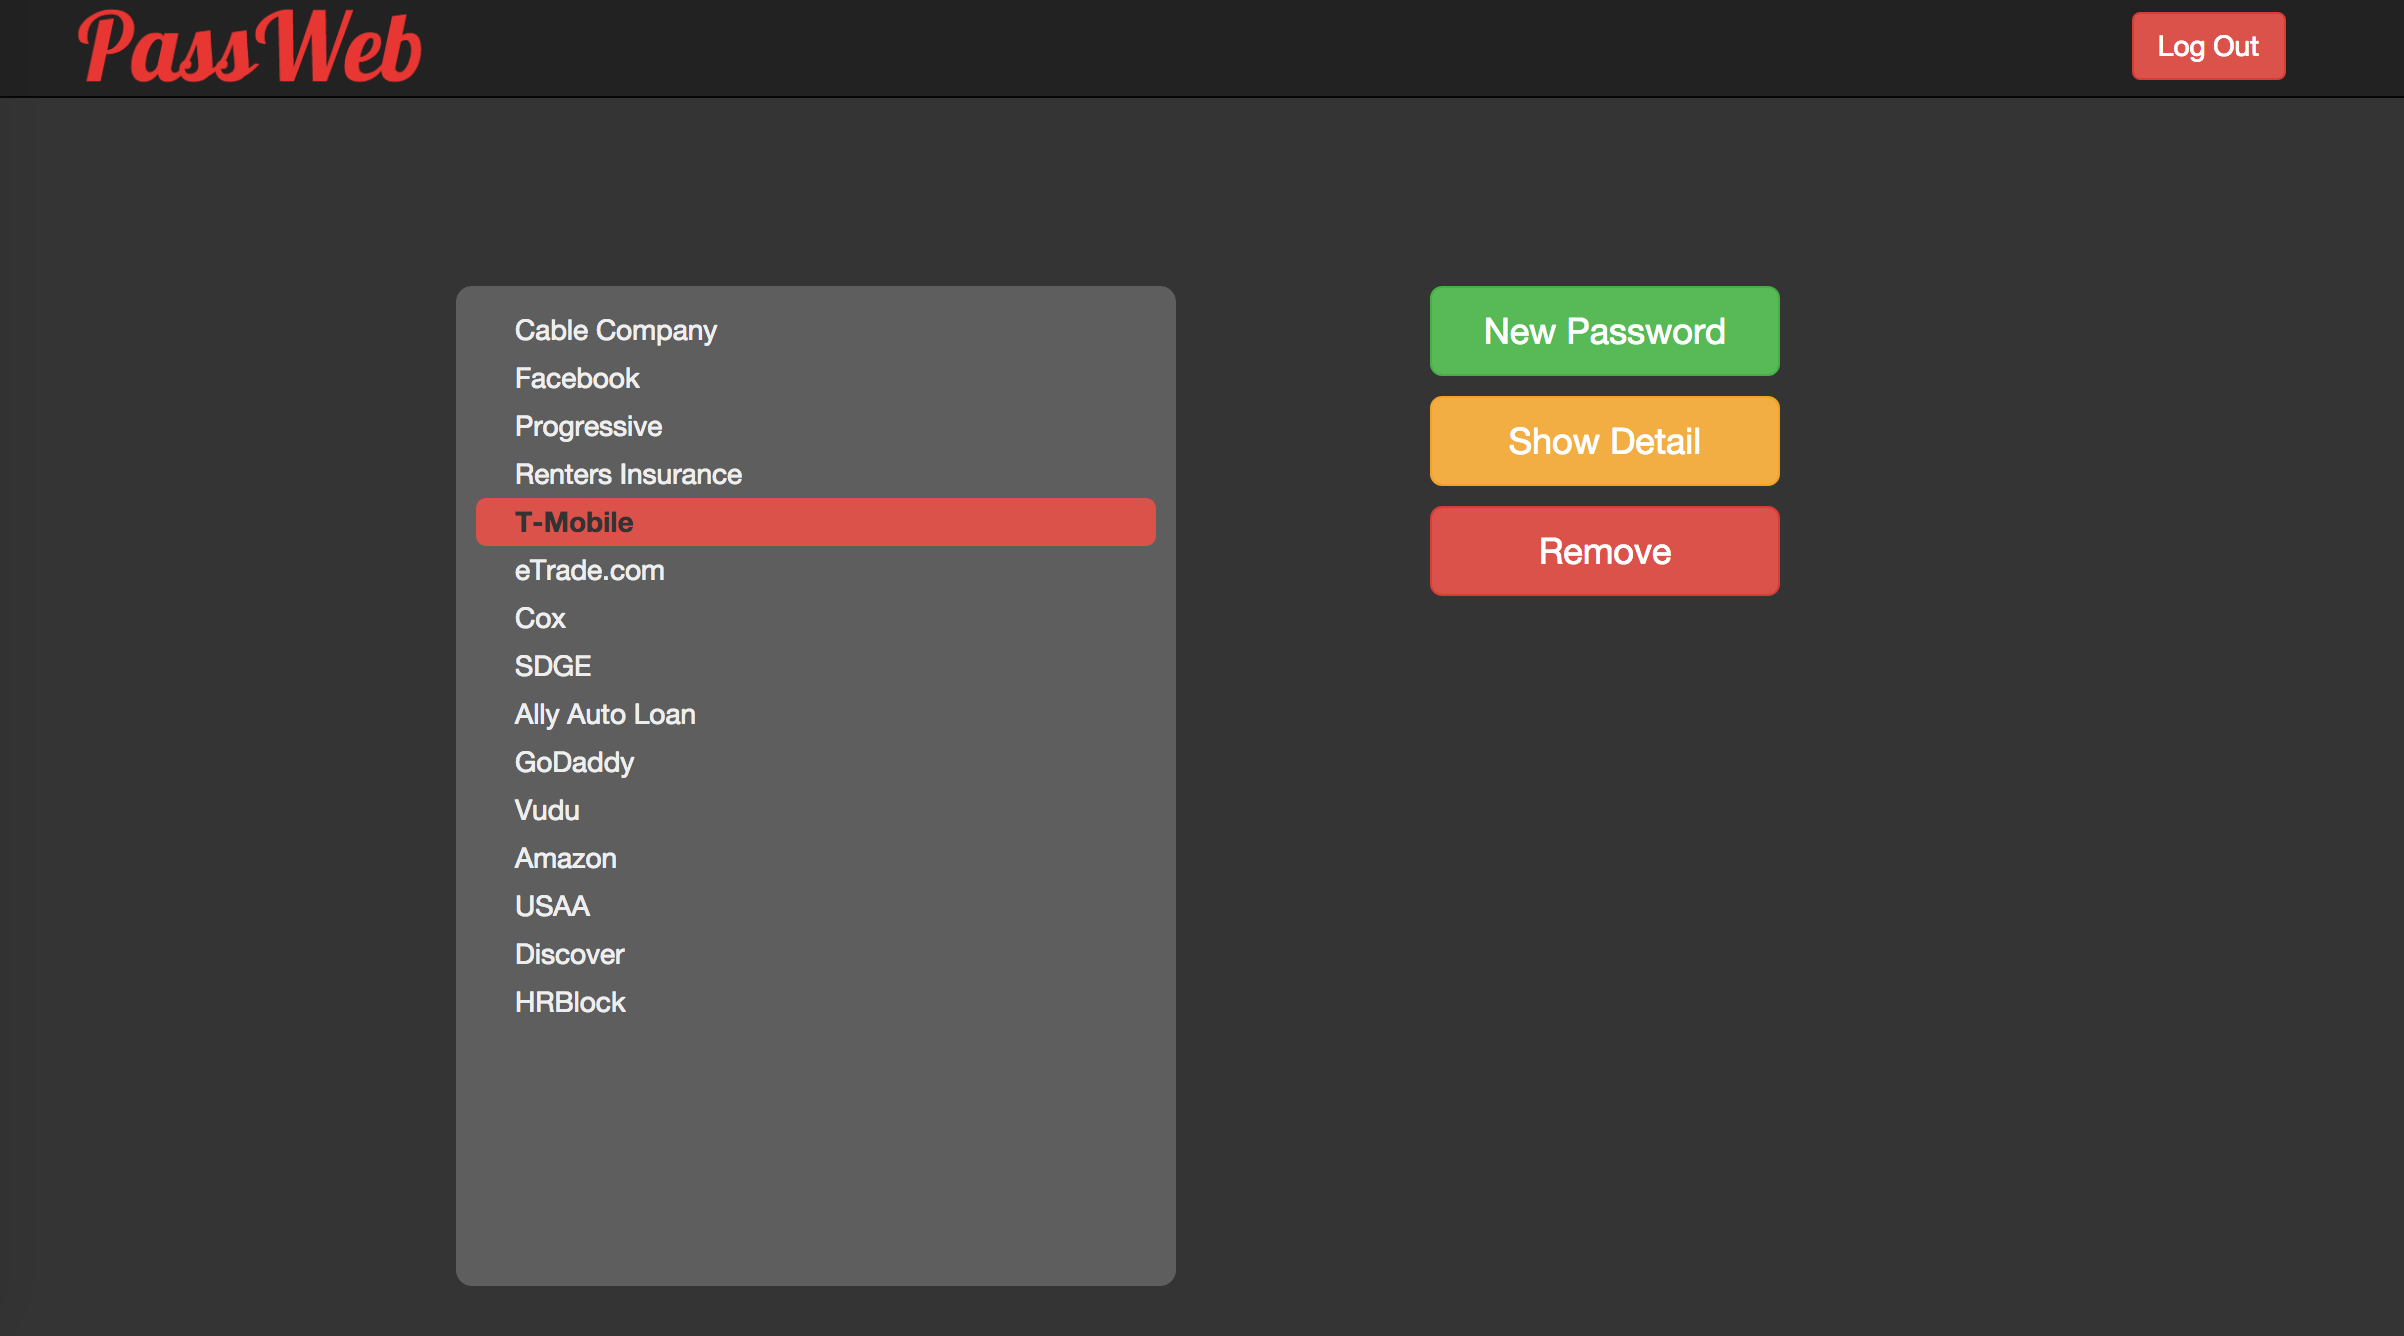 PassWeb
Log Out
Cable Company
Facebook
Progressive
Renters Insurance
T-Mobile
eTrade.com
Cox
SDGE
Ally Auto Loan
GoDaddy
Vudu
Amazon
USAA
Discover
HRBlock
New Password
Show Detail
Remove